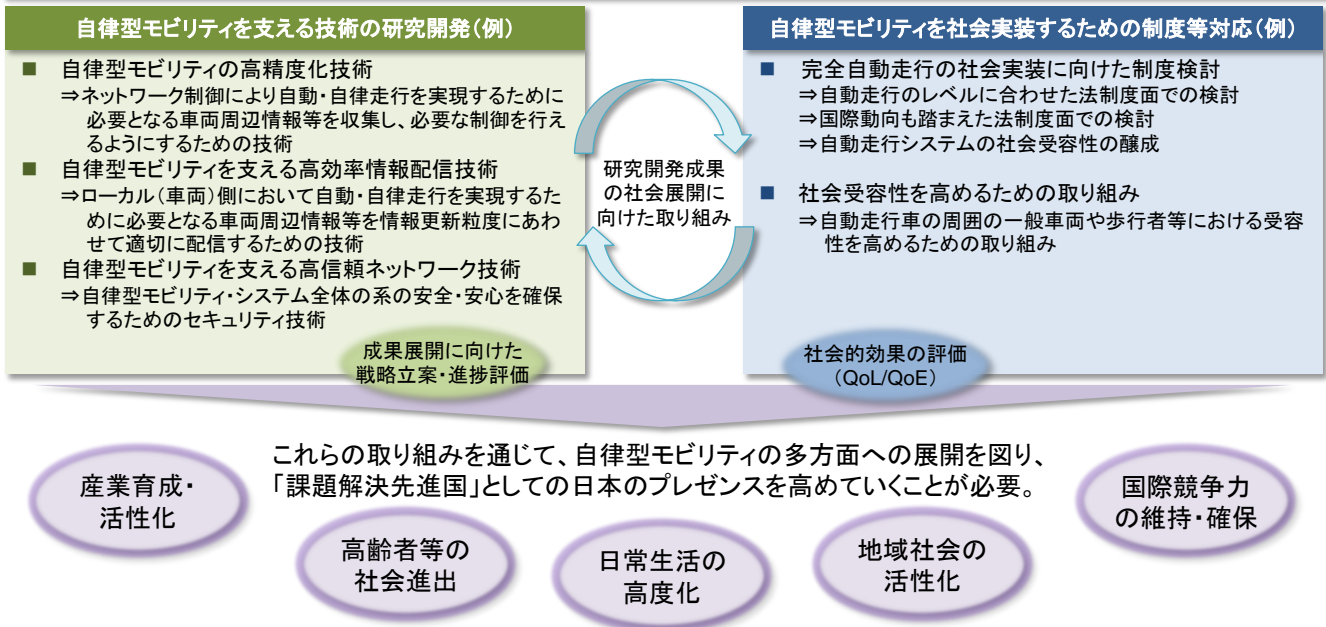 自律型モビリティを支える技術の研究開発(例)
■ 自律型モビリティの高精度化技術
⇒ネットワーク制御により自動・自律走行を実現するために
必要となる車両周辺情報等を収集し、必要な制御を行え
るようにするための技術
■ 自律型モビリティを支える高効率情報配信技術
⇒ローカル(車両)側において自動・自律走行を実現するた
めに必要となる車両周辺情報等を情報更新粒度にあわ
せて適切に配信するための技術
■ 自律型モビリティを支える高信頼ネットワーク技術
⇒自律型モビリティ・システム全体の系の安全・安心を確保
するためのセキュリティ技術
成果展開に向けた
戦略立案・進捗評価
研究開発成果
の社会展開に
向けた取り組み
自律型モビリティを社会実装するための制度等対応(例)
■ 完全自動走行の社会実装に向けた制度検討
⇒自動走行のレベルに合わせた法制度面での検討
⇒国際動向も踏まえた法制度面での検討
⇒自動走行システムの社会受容性の醸成
■ 社会受容性を高めるための取り組み
⇒自動走行車の周囲の一般車両や歩行者等における受容
性を高めるための取り組み
社会的効果の評価
(QoL/QoE)
これらの取り組みを通じて、自律型モビリティの多方面への展開を図り、
「課題解決先進国」としての日本のプレゼンスを高めていくことが必要。
産業育成・
活性化
高齢者等の
社会進出
日常生活の
高度化
地域社会の
活性化
国際競争力
の維持・確保